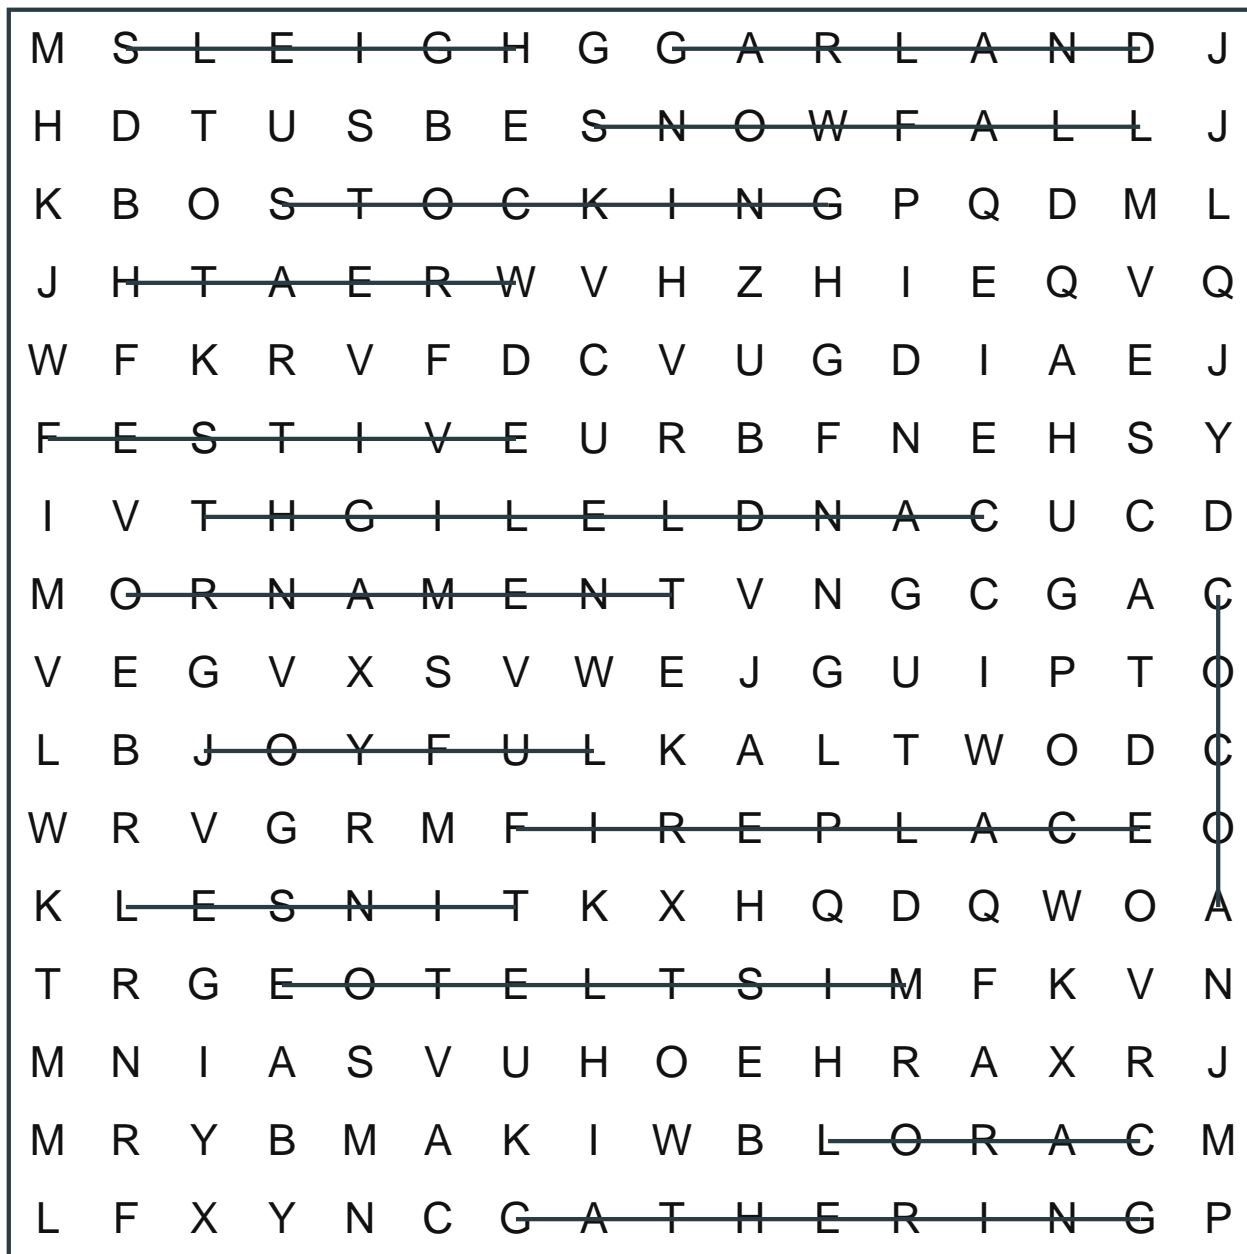 M S L E I G H G G A R L A N D J
H D T U S B E S N O W F A L L J
K B O S T O C K I N G P Q D M L
J H T A E R W V H Z H I E Q V Q
W F K R V F D C V U G D I A E J
F E S T I V E U R B F N E H S Y
I V T H G I L E L D N A C U C D
M O R N A M E N T V N G C G A C
V E G V X S V W E J G U I P T O
L B J O Y F U L K A L T W O D C
W R V G R M F I R E P L A C E O
K L E S N I T K X H Q D Q W O A
T R G E O T E L T S I M F K V N
M N I A S V U H O E H R A X R J
M R Y B M A K I W B L O R A C M
L F X Y N C G A T H E R I N G P